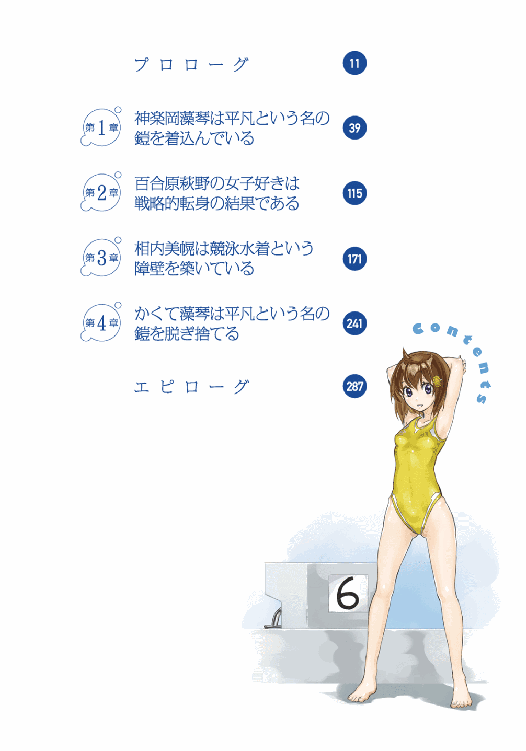 プロローグ 11
第1章 神楽岡藻琴は平凡という名の
鎧を着込んでいる 39
第2章 百合原萩野の女子好きは
戦略的転身の結果である 115
第3章 相内美幌は競泳水着という
障壁を築いている 171
第4章 かくて藻琴は平凡という名の
鎧を脱ぎ捨てる 241
エピローグ 287
Contents
6